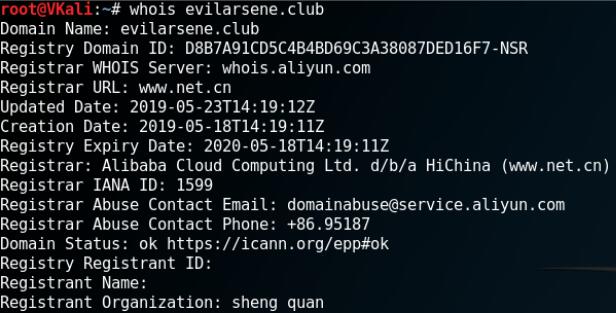 root@VKali:~# whois evilarsene.club
Domain Name: evilarsene.club
Registry Domain ID: D8B7A91CD5C4B4BD69C3A38087DED16F7-NSR
Registrar WHOIS Server: whois.aliyun.com
Registrar URL: www.net.cn
Updated Date: 2019-05-23T14:19:12Z
Creation Date: 2019-05-18T14:19:11Z
Registry Expiry Date: 2020-05-18T14:19:11Z
Registrar: Alibaba Cloud Computing Ltd. d/b/a HiChina (www.net.cn)
Registrar IANA ID: 1599
Registrar Abuse Contact Email: domainabuse@service.aliyun.com
Registrar Abuse Contact Phone: +86.95187
Domain Status: ok https://icann.org/epp#ok
Registry Registrant ID:
Registrant Name:
Registrant Organization: sheng quan